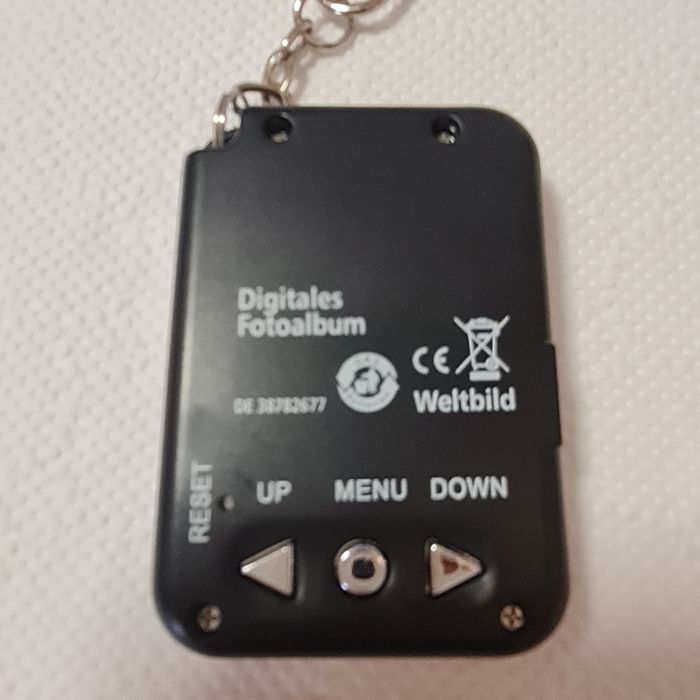 Digitales
Fotoalbum
CE
DE 38782677
Weltbild
RESET
UP MENU DOWN